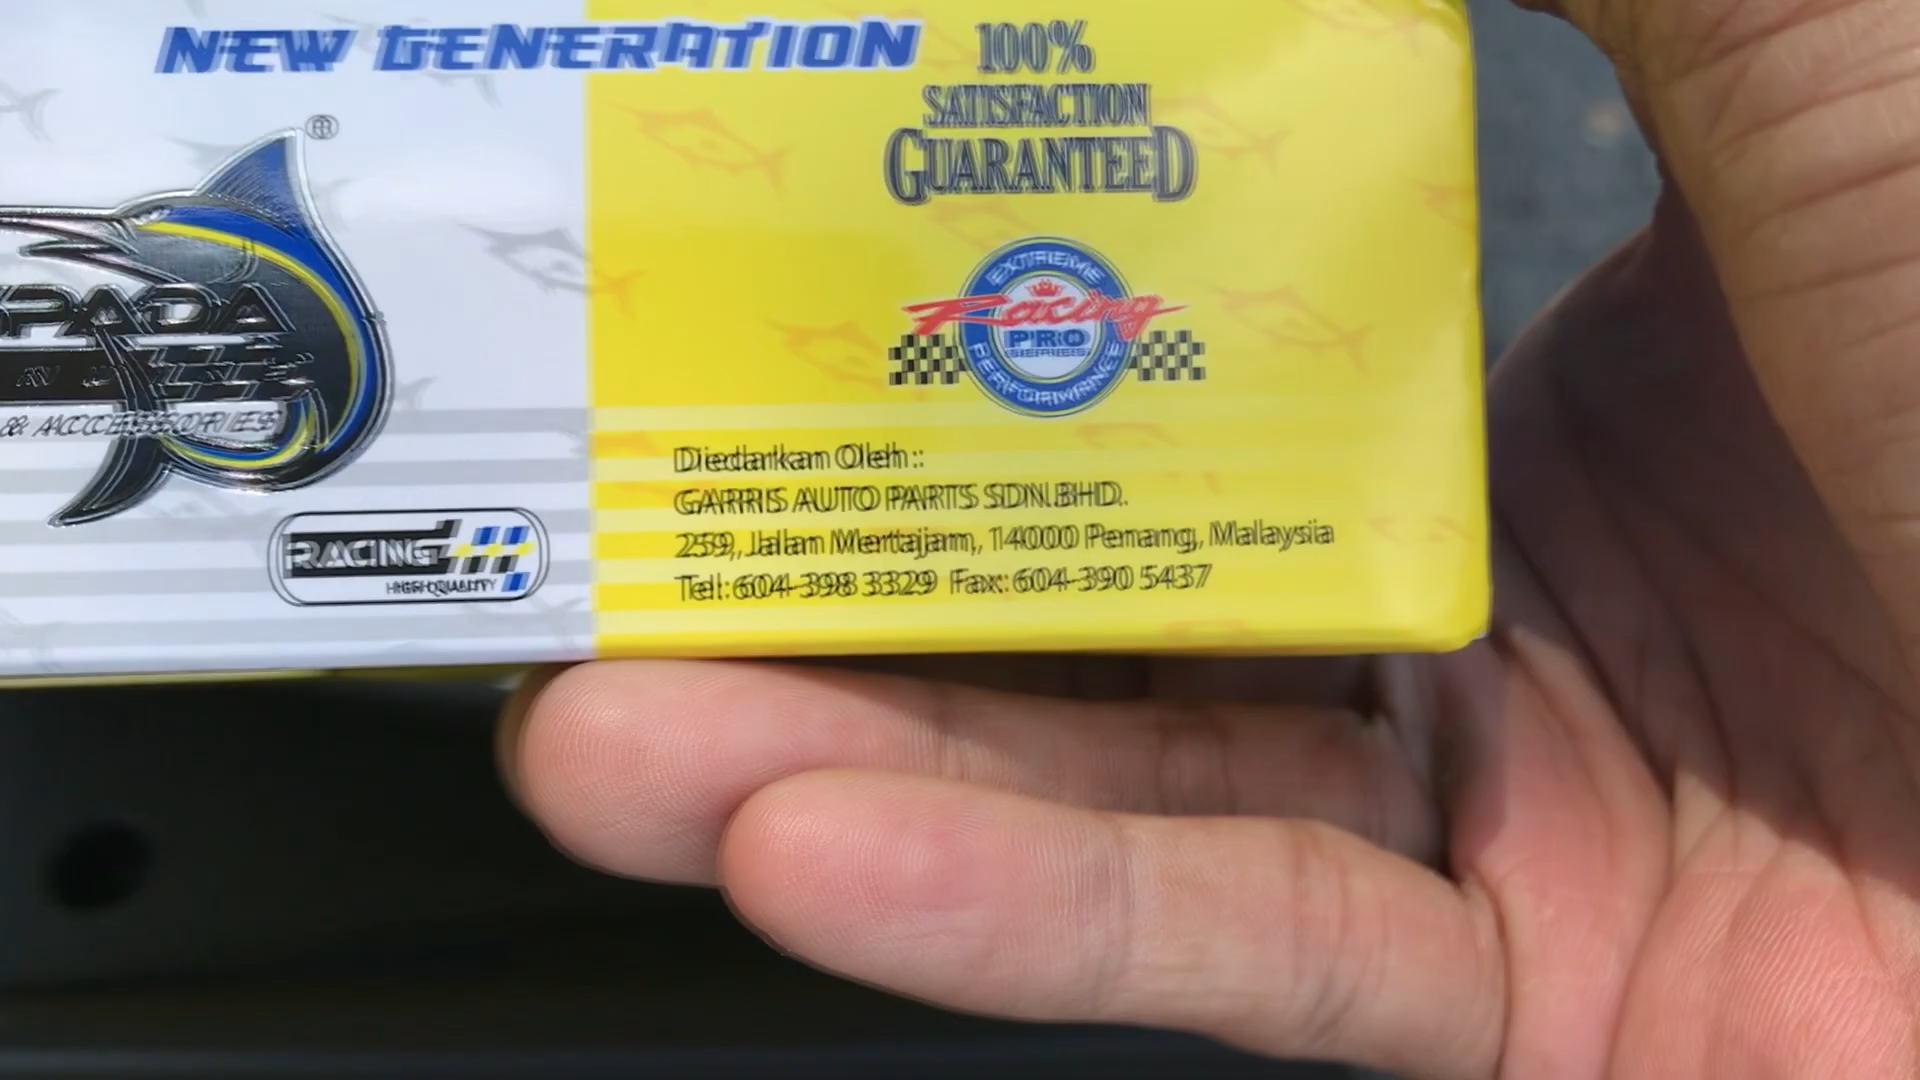 NEW GENERATION
100%
SATISFACTION
GUARANTEED
®
EXTREME
Racing
PRO
SERIES
PERFORMANCE
& ACCESSORIES
RACING
HIGH QUALITY
Diedarkan Oleh :
GARRIS AUTO PARTS SDN.BHD.
259, Jalan Mertajam, 14000 Penang, Malaysia
Tel: 604-398 3329 Fax: 604-390 5437